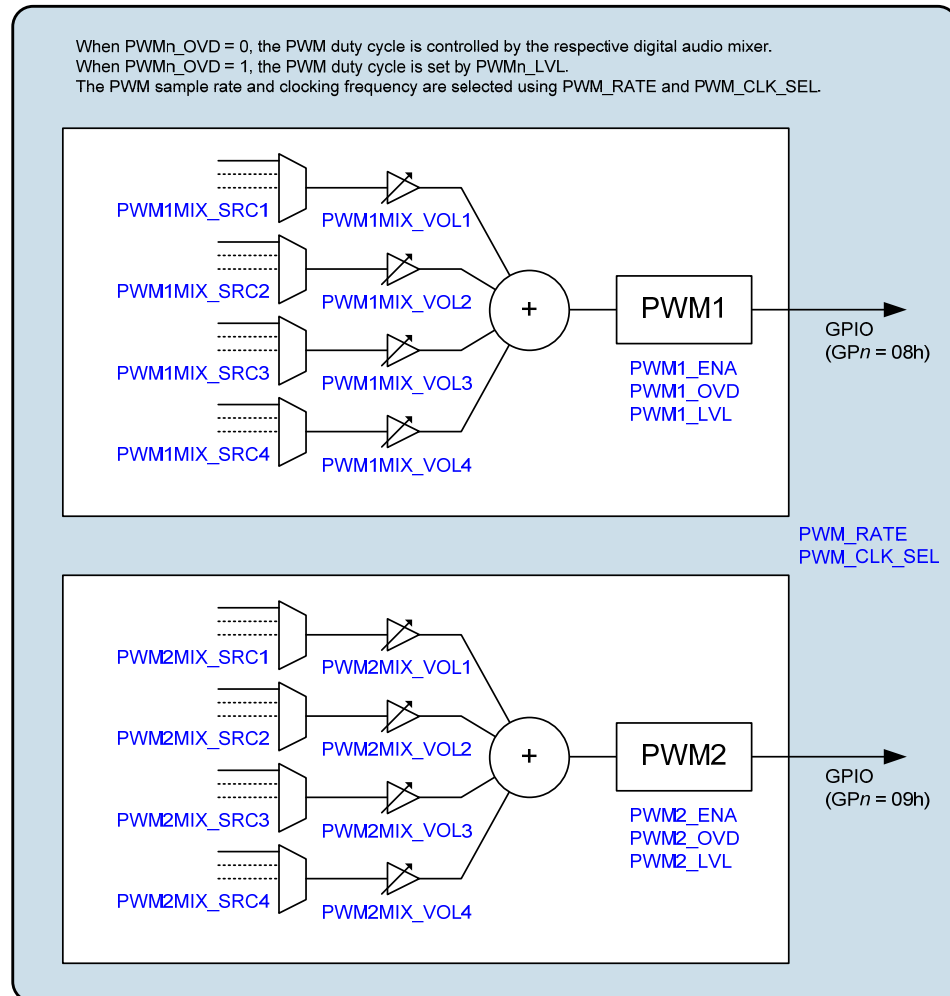 When PWMn_OVD = 0, the PWM duty cycle is controlled by the respective digital audio mixer.
When PWMn_OVD = 1, the PWM duty cycle is set by PWMn_LVL.
The PWM sample rate and clocking frequency are selected using PWM_RATE and PWM_CLK_SEL.
PWM1MIX_SRC1
PWM1MIX_VOL1
PWM1MIX_SRC2
PWM1MIX_VOL2
PWM1MIX_SRC3
PWM1MIX_VOL3
PWM1MIX_SRC4
PWM1MIX_VOL4
+
PWM1
PWM1_ENA
PWM1_OVD
PWM1_LVL
GPIO
(GPn = 08h)
PWM_RATE
PWM_CLK_SEL
PWM2MIX_SRC1
PWM2MIX_VOL1
PWM2MIX_SRC2
PWM2MIX_VOL2
PWM2MIX_SRC3
PWM2MIX_VOL3
PWM2MIX_SRC4
PWM2MIX_VOL4
+
PWM2
PWM2_ENA
PWM2_OVD
PWM2_LVL
GPIO
(GPn = 09h)